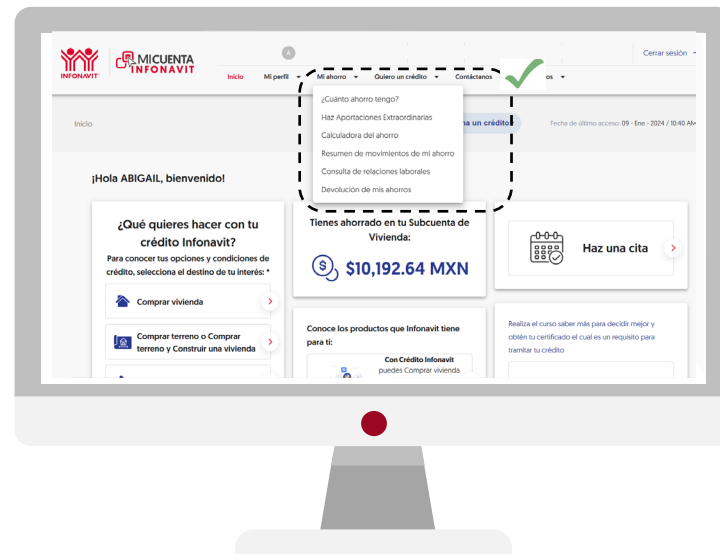 INFONAVIT
MICUENTA
INFONAVIT
A
Cerrar sesión
Inicio Mi perfil Mi ahorro Quiero un crédito Contáctanos os
¿Cuánto ahorro tengo?
Haz Aportaciones Extraordinarias
Calculadora del ahorro
Resumen de movimientos de mi ahorro
Consulta de relaciones laborales
Devolución de mis ahorros
Inicio
na un crédito
Fecha de último acceso: 09 - Ene - 2024 / 10:40 AM
¡Hola ABIGAIL, bienvenido!
¿Qué quieres hacer con tu
crédito Infonavit?
Para conocer tus opciones y condiciones de
crédito, selecciona el destino de tu interés: *
Comprar vivienda
Comprar terreno o Comprar
terreno y Construir una vivienda
Tienes ahorrado en tu Subcuenta de
Vivienda:
$10,192.64 MXN
Conoce los productos que Infonavit tiene
para ti:
Con Crédito Infonavit
puedes Comprar vivienda
Haz una cita
Realiza el curso saber más para decidir mejor y
obtén tu certificado el cual es un requisito para
tramitar tu crédito